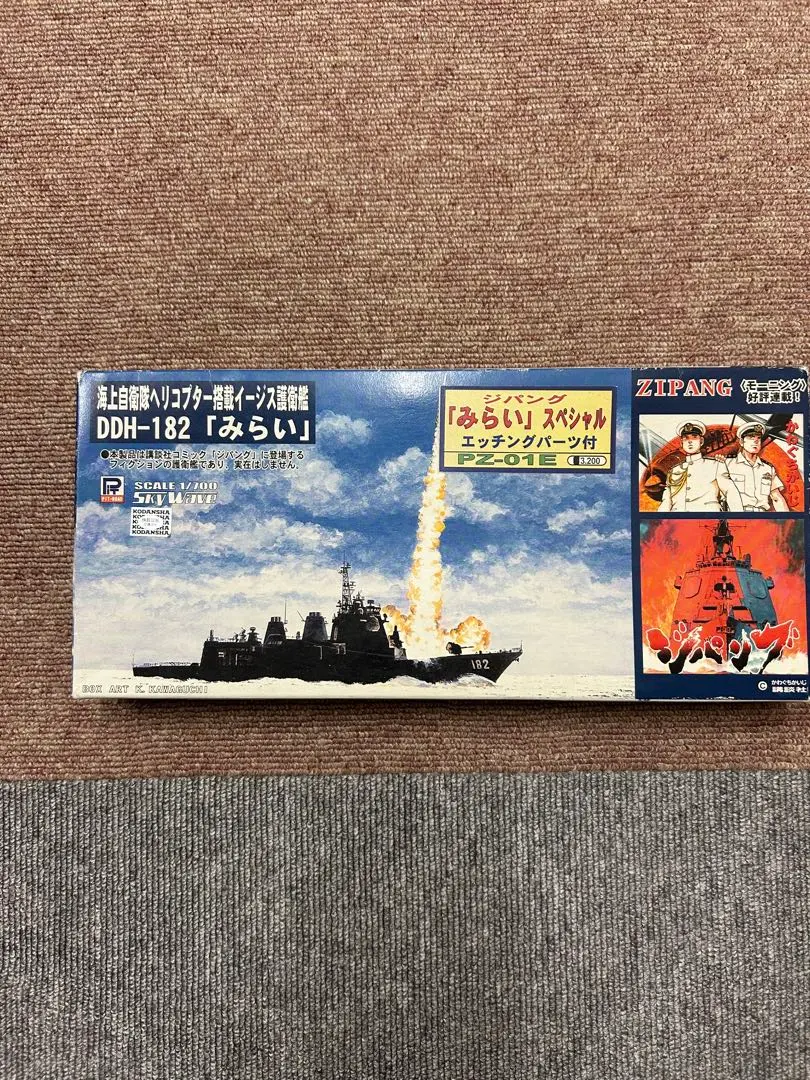 海上自衛隊ヘリコプター搭載イージス護衛艦
DDH-182「みらい」
●本製品は講談社コミック「ジパング」に登場する
フィクションの護衛艦であり、実在はしません。
PIT-ROAD
SCALE 1/700
SKY WAVE
KODANSHA
KODANSHA
ジパング
「みらい」スペシャル
エッチングパーツ付
PZ-01E
3,200
ZIPANG
〈モーニング〉
好評連載!
かわぐちかいじ
ジパング
182
BOX ART K. KAWAGUCHI
© かわぐちかいじ
講談社